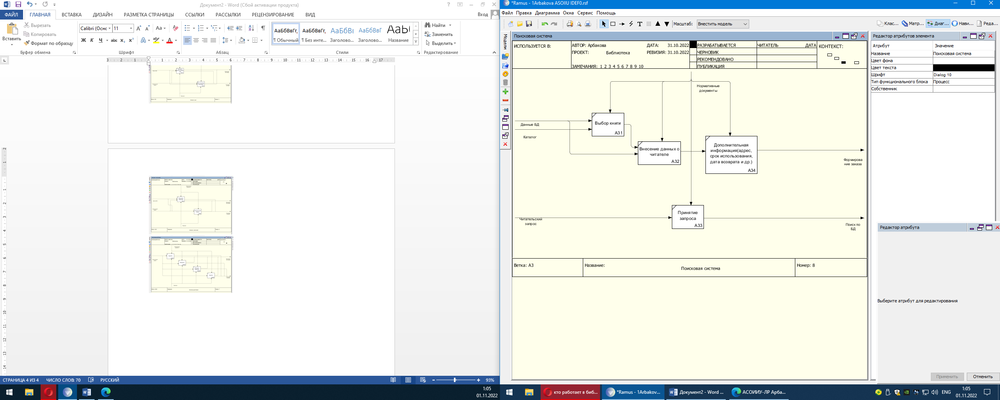 Документ2 - Word (Сбой активации продукта)
ФАЙЛ ГЛАВНАЯ ВСТАВКА ДИЗАЙН РАЗМЕТКА СТРАНИЦЫ ССЫЛКИ РАССЫЛКИ РЕЦЕНЗИРОВАНИЕ ВИД Вход
Вставить
Вырезать
Копировать
Формат по образцу
Буфер обмена
Calibri (Оснс 11
Ж К Ч abc x₂ x²
Шрифт
Абзац
АаБбВвГг, АаБбВвГг, АаБбВв АаБбВвГ
¶ Обычный ¶ Без инте... Заголово... Заголово... Название
Стили
Найти
Заменить
Выделить
Редактирование
3 2 1 1 2 3 4 5 6 7 8 9 10 11 12 13 14 15 16 17
СТРАНИЦА 4 ИЗ 4 ЧИСЛО СЛОВ: 70 РУССКИЙ 93%
1:05
01.11.2022
*Ramus - 1Arbakova ASOIIU IDEF0.rsf
Файл Правка Диаграмма Окна Сервис Помощь
Масштаб: Вместить модель
Клас... Матр... Диаг... Нави... Реда...
Модели
Поисковая система
ИСПОЛЬЗУЕТСЯ В:
АВТОР: Арбакова ДАТА: 31.10.2022
ПРОЕКТ: Библиотека РЕВИЗИЯ: 31.10.2022
ЗАМЕЧАНИЯ: 1 2 3 4 5 6 7 8 9 10
РАЗРАБАТЫВАЕТСЯ
ЧЕРНОВИК
РЕКОМЕНДОВАНО
ПУБЛИКАЦИЯ
ЧИТАТЕЛЬ ДАТА
КОНТЕКСТ:
Нормативные
документы
Данные БД
Каталог
Выбор книги
A31
Внесение данных о
читателе
A32
Дополнительная
информация(адрес,
срок использования,
дата возврата и др.)
A34
Формирова
ние заказа
Читательский
запрос
Принятие
запроса
A33
Поиск по
БД
Ветка: A3
Название:
Поисковая система
Номер: 8
Редактор атрибутов элемента
Атрибут Значение
Название Поисковая система
Цвет фона
Цвет текста
Шрифт Dialog 10
Тип функционального блока Процесс
Собственник
Редактор атрибута
Выберите атрибут для редактирования
Применить Отменить
кто работает в биб...
*Ramus - 1Arbakov...
Документ2 - Word ...
АСОИИУ-ЛР Арба...
ENG
1:05
01.11.2022